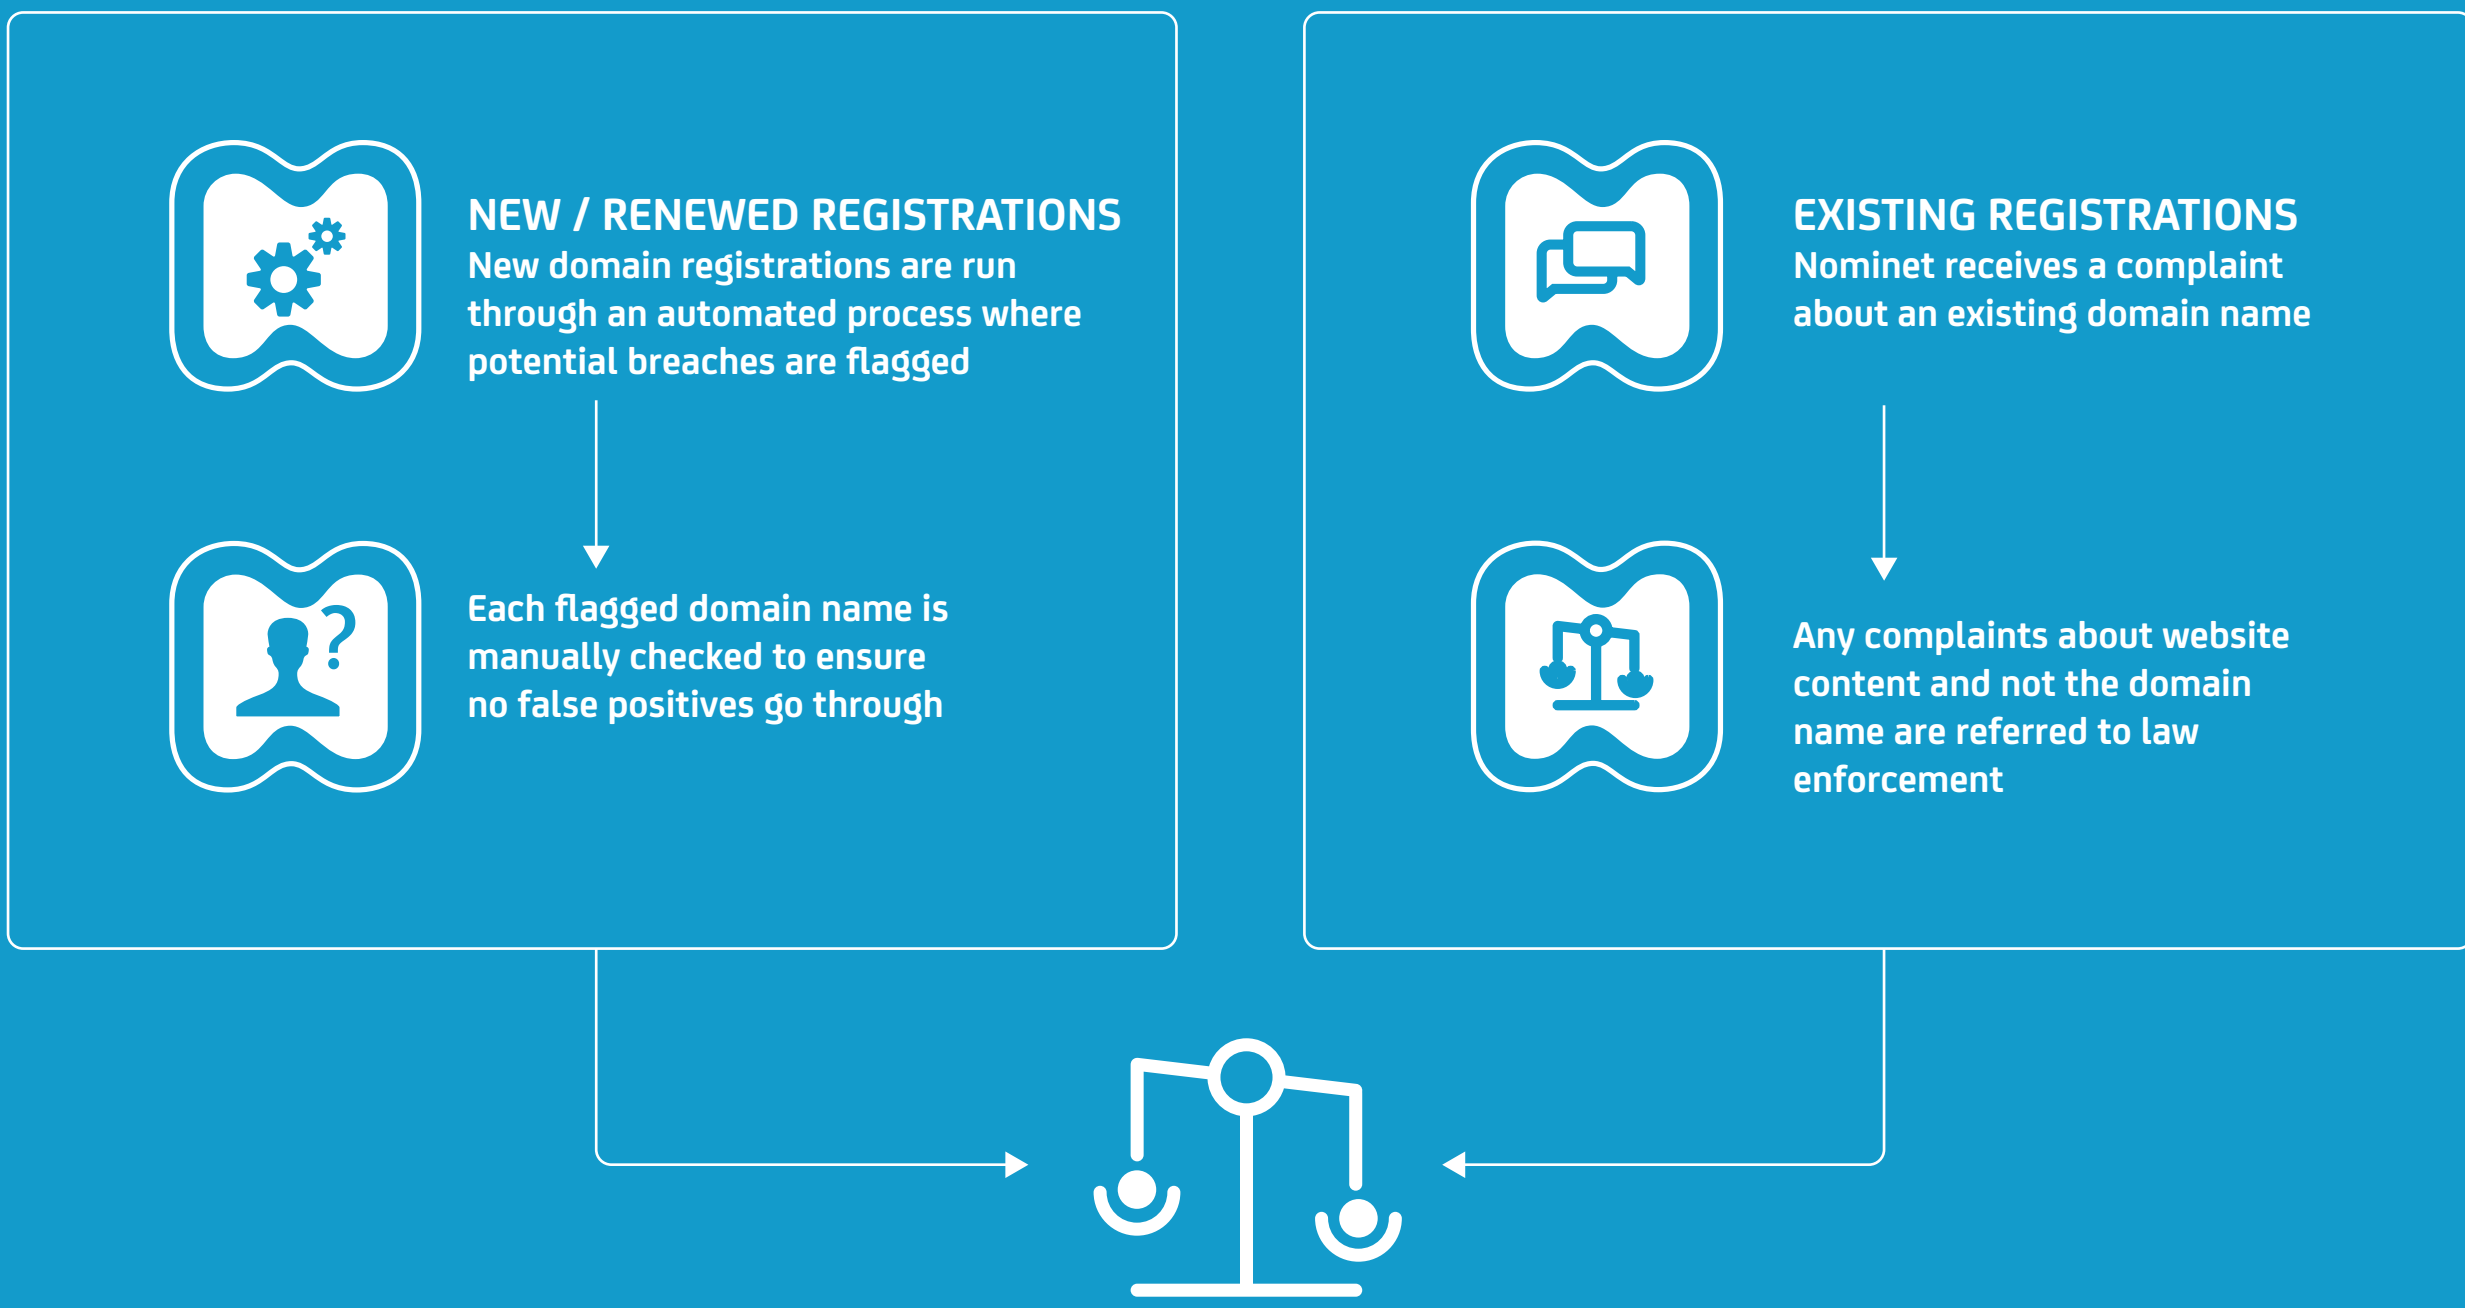 NEW / RENEWED REGISTRATIONS
New domain registrations are run
through an automated process where
potential breaches are flagged
Each flagged domain name is
manually checked to ensure
no false positives go through
EXISTING REGISTRATIONS
Nominet receives a complaint
about an existing domain name
Any complaints about website
content and not the domain
name are referred to law
enforcement